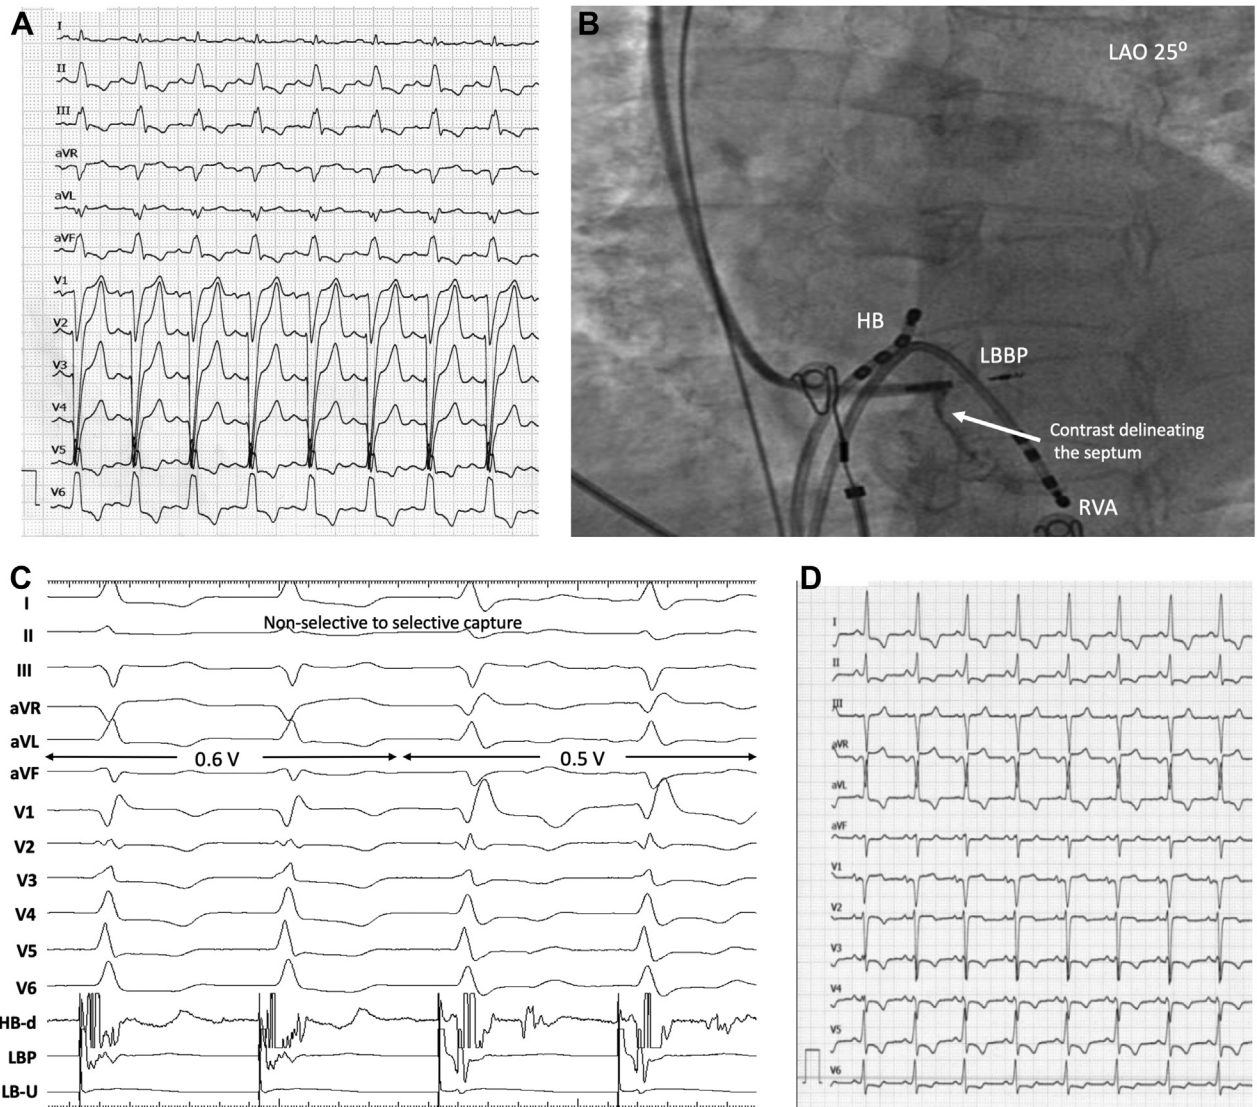 A
I
II
III
aVR
aVL
aVF
V1
V2
V3
V4
V5
V6
B
LAO 25⁰
HB
LBBP
Contrast delineating
the septum
RVA
C
I
Non-selective to selective capture
II
III
aVR
aVL
0.6 V
0.5 V
aVF
V1
V2
V3
V4
V5
V6
HB-d
LBP
LB-U
D
I
II
III
aVR
aVL
aVF
V1
V2
V3
V4
V5
V6